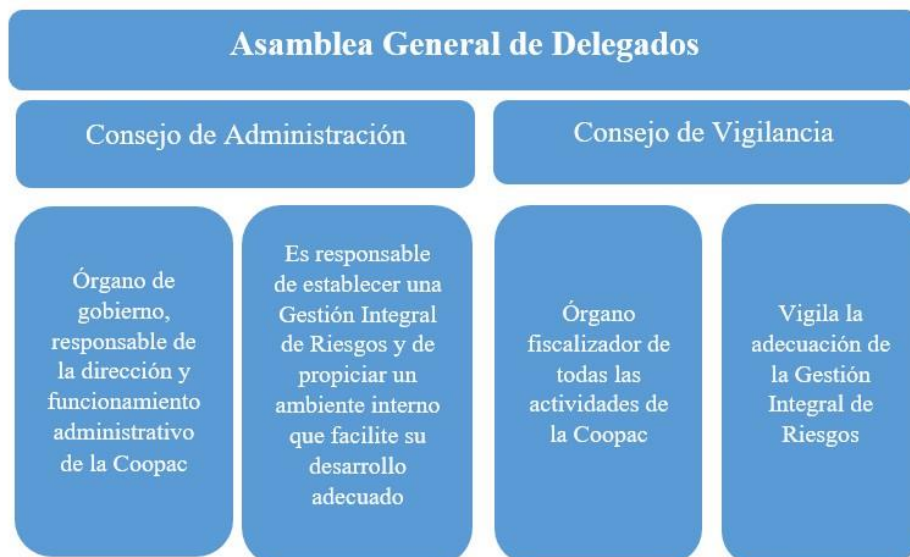 Asamblea General de Delegados
Consejo de Administración
Consejo de Vigilancia
Órgano de
gobierno,
responsable de
la dirección y
funcionamiento
administrativo
de la Coopac
Es responsable
de establecer una
Gestión Integral
de Riesgos y de
propiciar un
ambiente interno
que facilite su
desarrollo
adecuado
Órgano
fiscalizador de
todas las
actividades de
la Coopac
Vigila la
adecuación de
la Gestión
Integral de
Riesgos